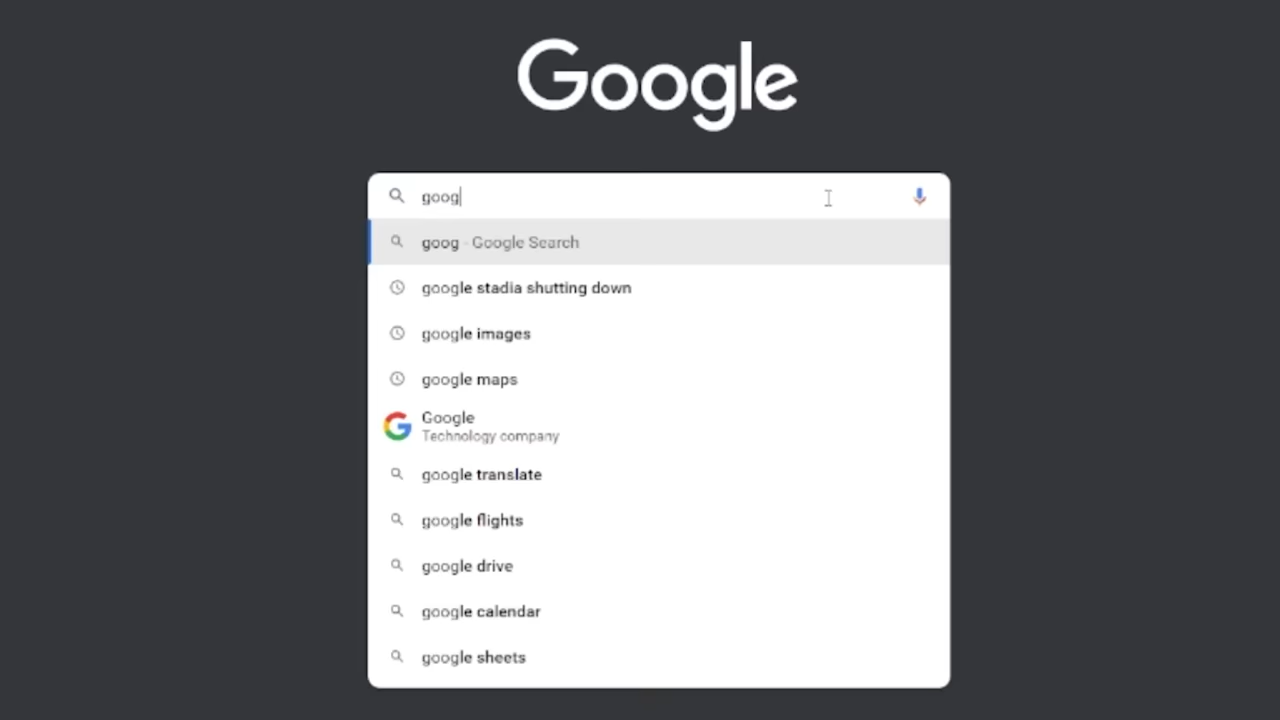 Google
goog
goog - Google Search
google stadia shutting down
google images
google maps
Google
Technology company
google translate
google flights
google drive
google calendar
google sheets